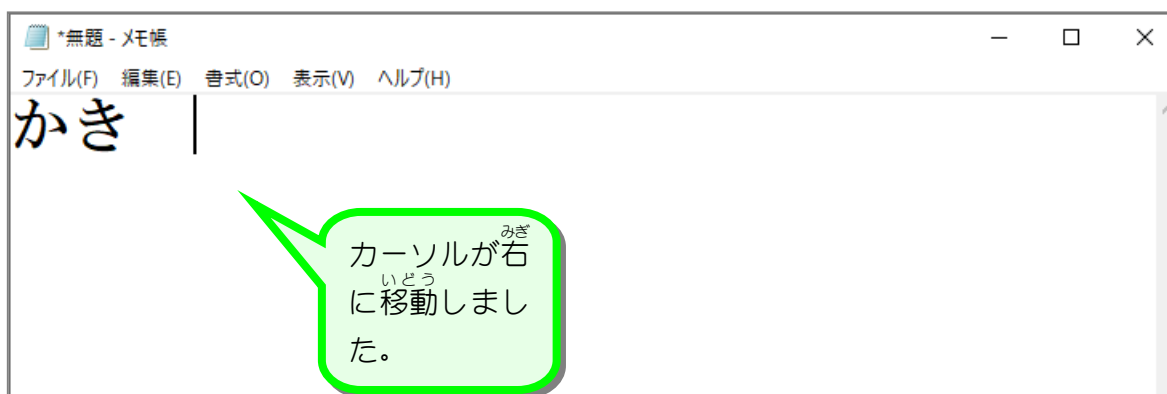 *無題 - メモ帳
ファイル(F) 編集(E) 書式(O) 表示(V) ヘルプ(H)
かき
みぎ
カーソルが右
いどう
に移動しまし
た。